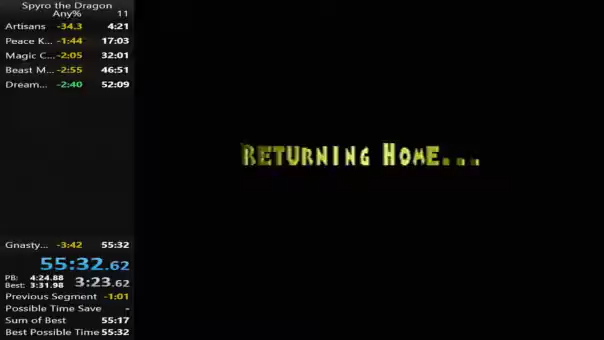 Spyro the Dragon
Any% 11
Artisans -34.3 4:21
Peace K... -1:44 17:03
Magic C... -2:05 32:01
Beast M... -2:55 46:51
Dream... -2:40 52:09
RETURNING HOME...
Gnasty... -3:42 55:32
55:32.62
PB: 4:24.88
Best: 3:31.98
3:23.62
Previous Segment -1:01
Possible Time Save -
Sum of Best 55:17
Best Possible Time 55:32